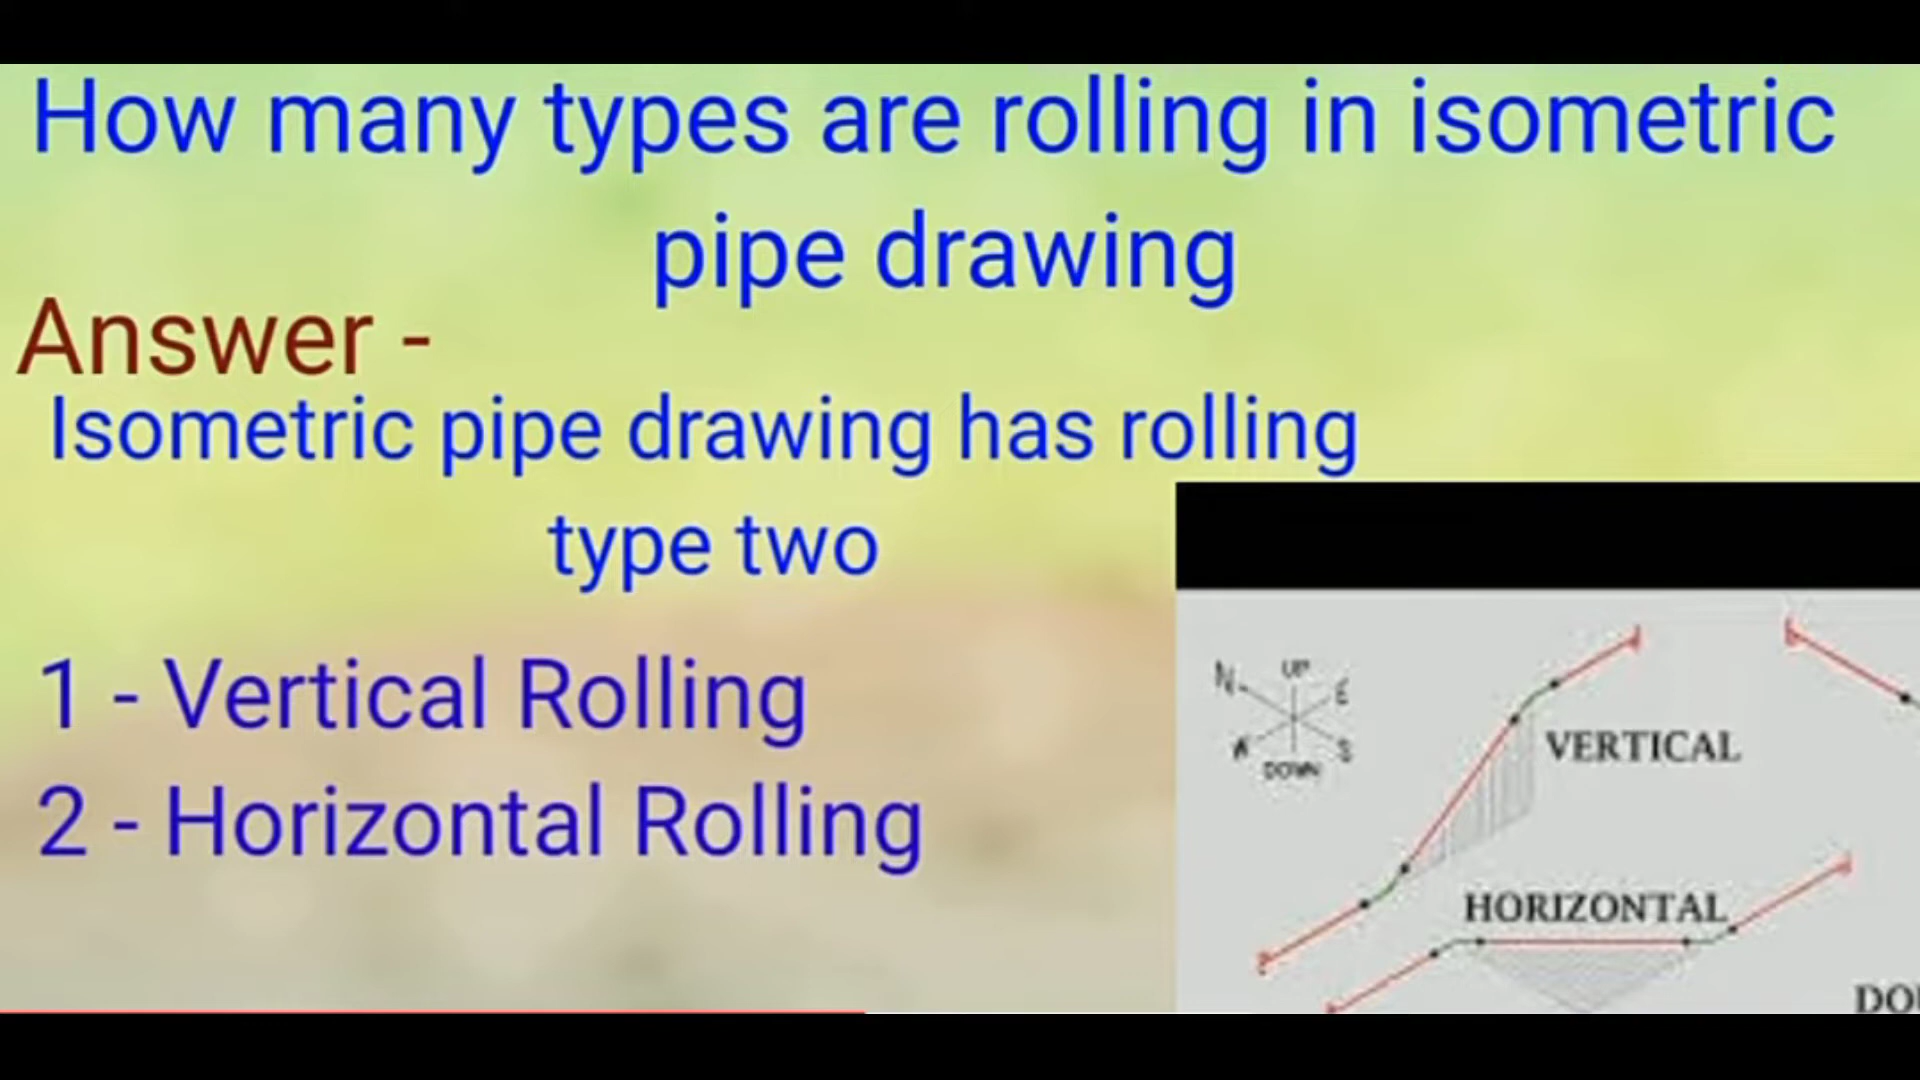 How many types are rolling in isometric
pipe drawing
Answer -
Isometric pipe drawing has rolling
type two
1 - Vertical Rolling
2 - Horizontal Rolling
N
UP
E
W
S
DOWN
VERTICAL
HORIZONTAL